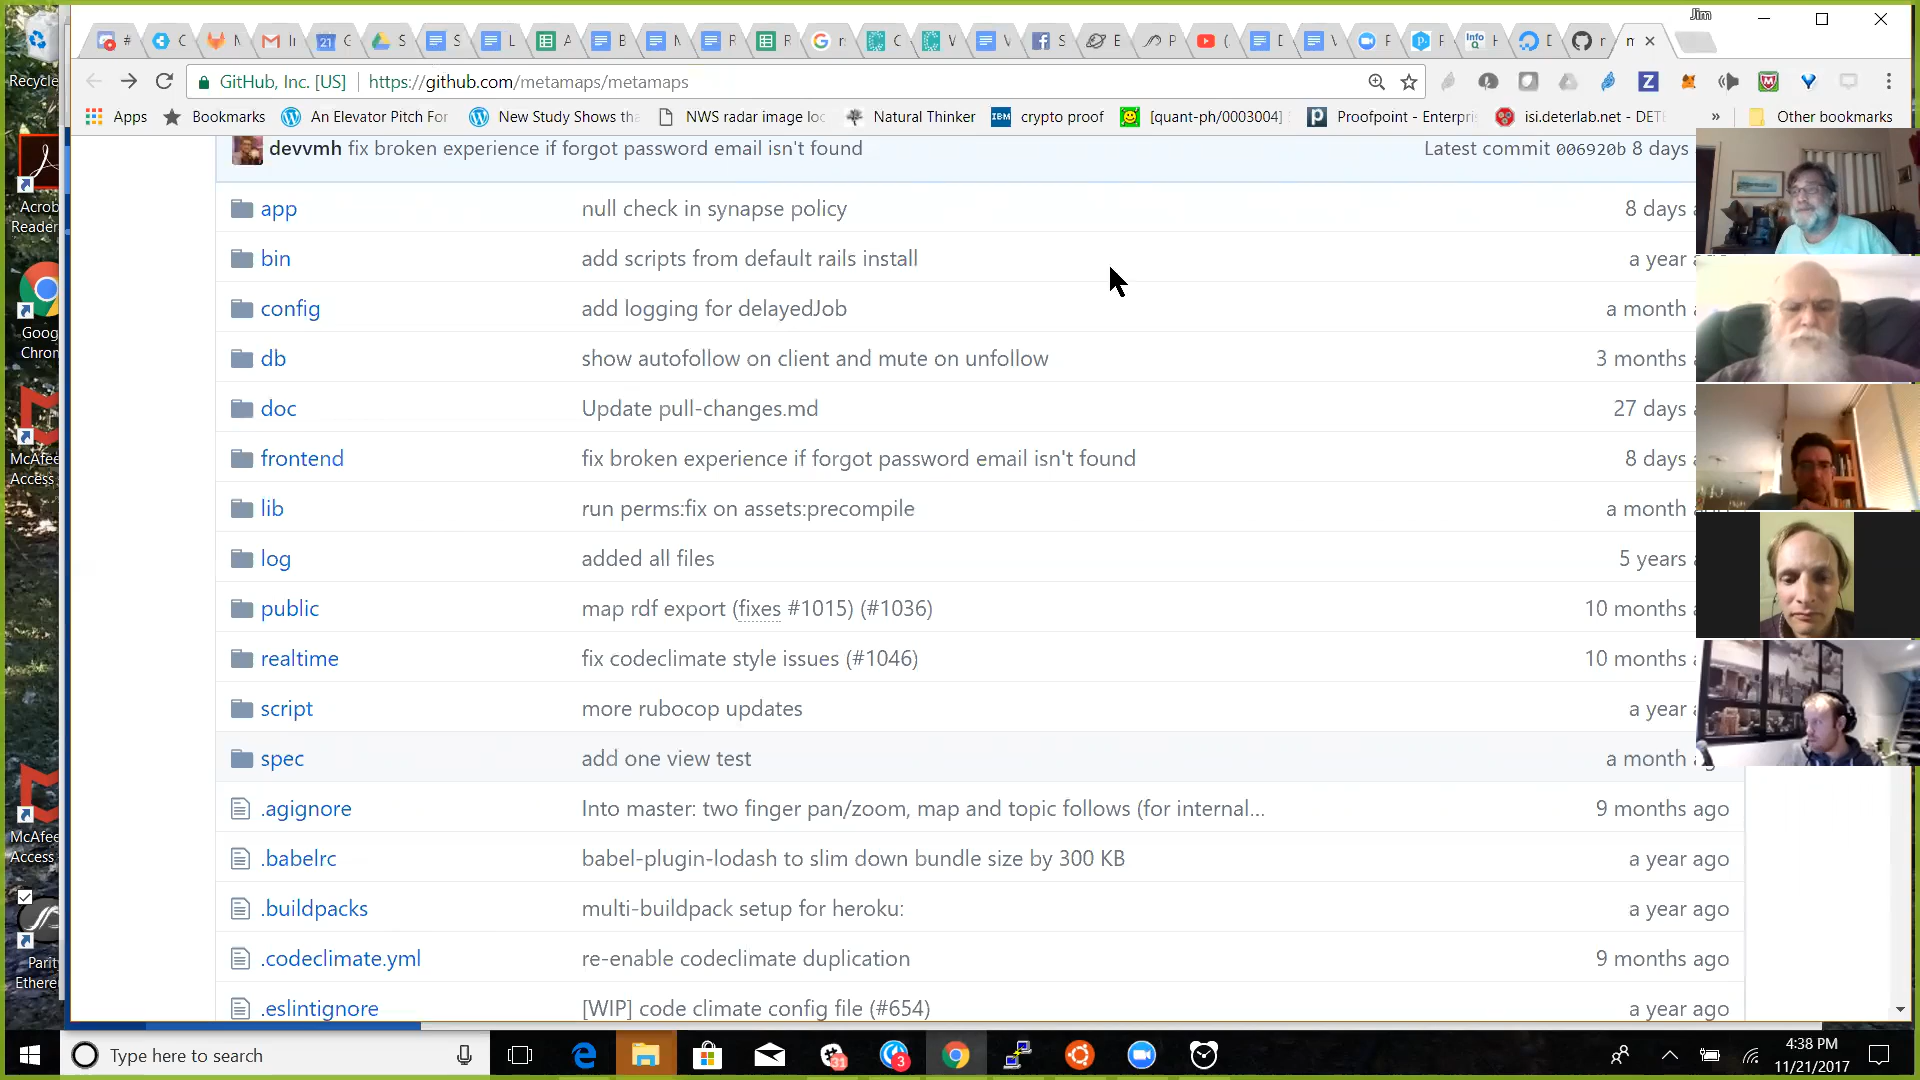 Jim
GitHub, Inc. [US] https://github.com/metamaps/metamaps
Apps Bookmarks An Elevator Pitch For New Study Shows tha NWS radar image loc Natural Thinker IBM crypto proof [quant-ph/0003004] Proofpoint - Enterpris isi.deterlab.net - DETE » Other bookmarks
devvmh fix broken experience if forgot password email isn't found Latest commit 006920b 8 days
app null check in synapse policy 8 days
bin add scripts from default rails install a year
config add logging for delayedJob a month
db show autofollow on client and mute on unfollow 3 months
doc Update pull-changes.md 27 days
frontend fix broken experience if forgot password email isn't found 8 days
lib run perms:fix on assets:precompile a month
log added all files 5 years
public map rdf export (fixes #1015) (#1036) 10 months
realtime fix codeclimate style issues (#1046) 10 months
script more rubocop updates a year
spec add one view test a month
.agignore Into master: two finger pan/zoom, map and topic follows (for internal... 9 months ago
.babelrc babel-plugin-lodash to slim down bundle size by 300 KB a year ago
.buildpacks multi-buildpack setup for heroku: a year ago
.codeclimate.yml re-enable codeclimate duplication 9 months ago
.eslintignore [WIP] code climate config file (#654) a year ago
Recycle
Acrob
Reader
Goog
Chron
McAfee
Access
McAfee
Access
Parity
Ethere
Type here to search
31
3
4:38 PM
11/21/2017